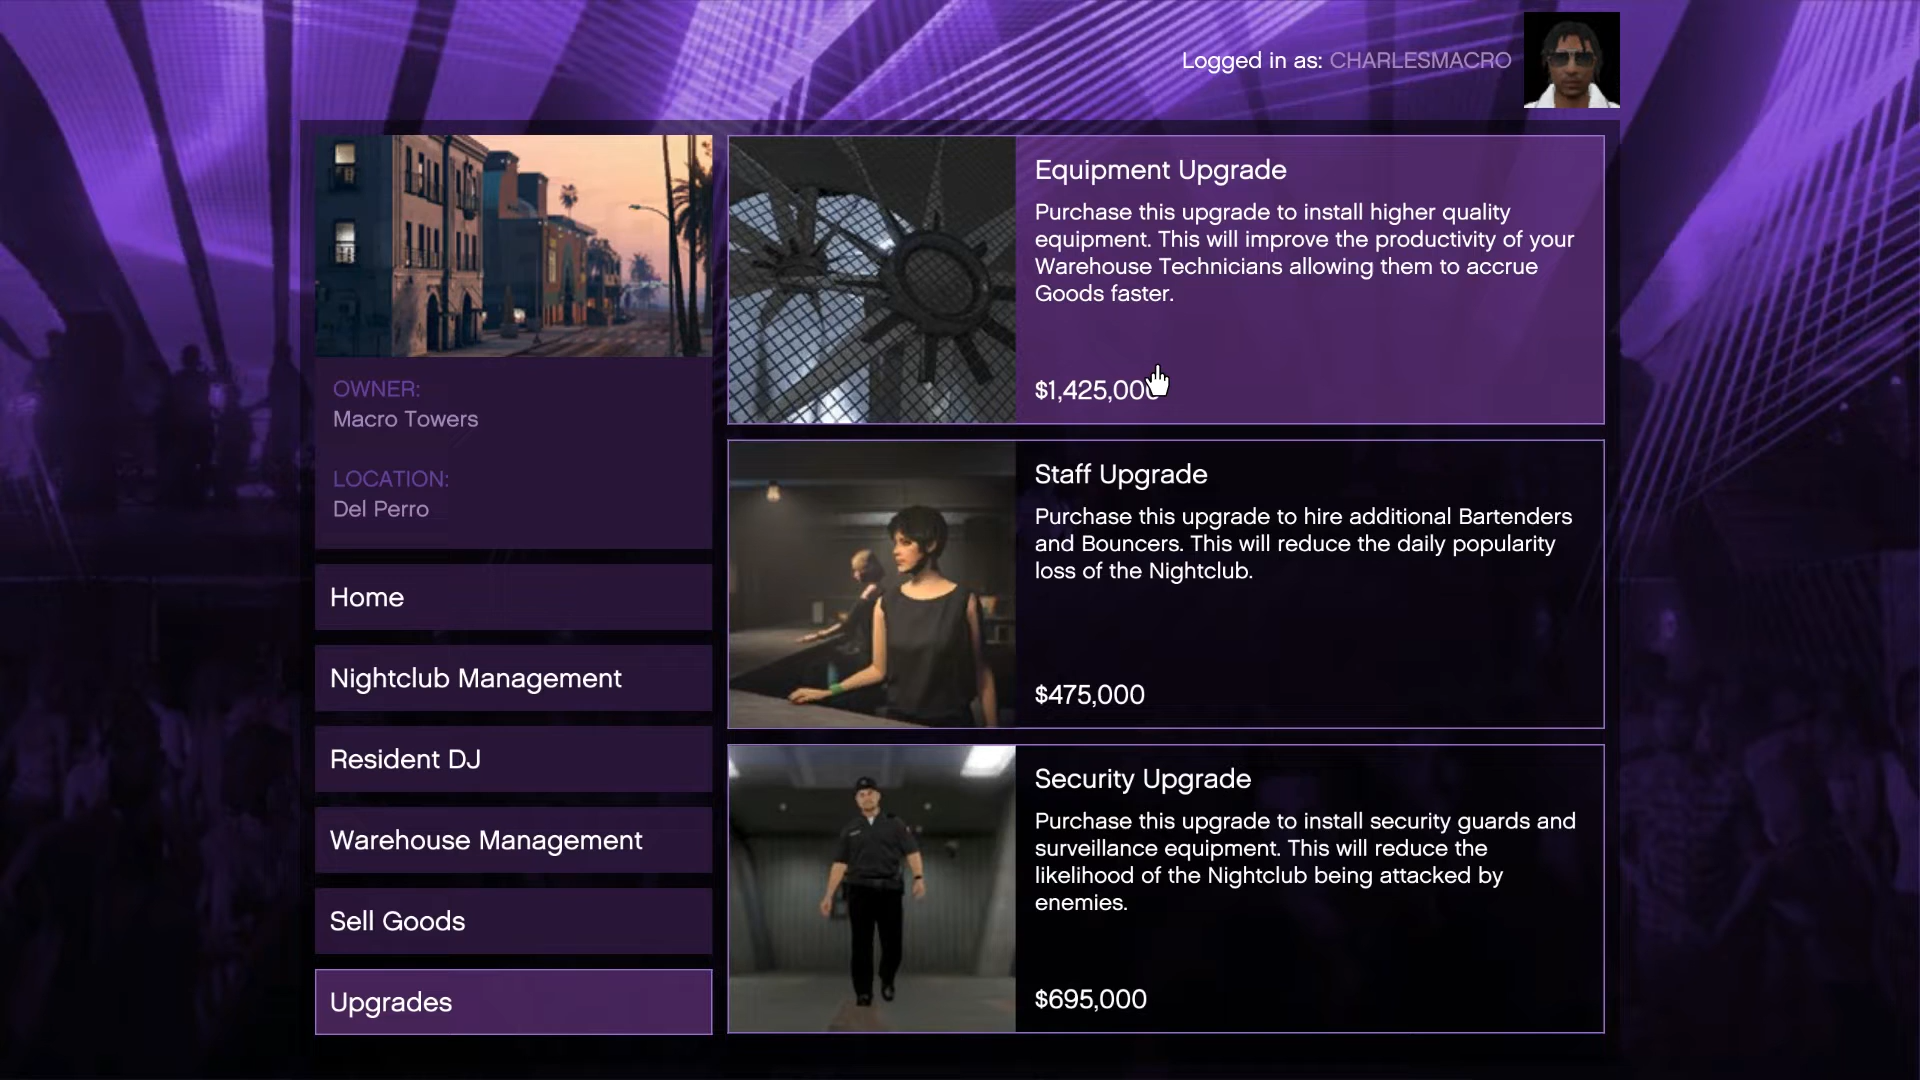 Logged in as: CHARLESMACRO
OWNER:
Macro Towers
LOCATION:
Del Perro
Home
Nightclub Management
Resident DJ
Warehouse Management
Sell Goods
Upgrades
Equipment Upgrade
Purchase this upgrade to install higher quality
equipment. This will improve the productivity of your
Warehouse Technicians allowing them to accrue
Goods faster.
$1,425,000
Staff Upgrade
Purchase this upgrade to hire additional Bartenders
and Bouncers. This will reduce the daily popularity
loss of the Nightclub.
$475,000
Security Upgrade
Purchase this upgrade to install security guards and
surveillance equipment. This will reduce the
likelihood of the Nightclub being attacked by
enemies.
$695,000